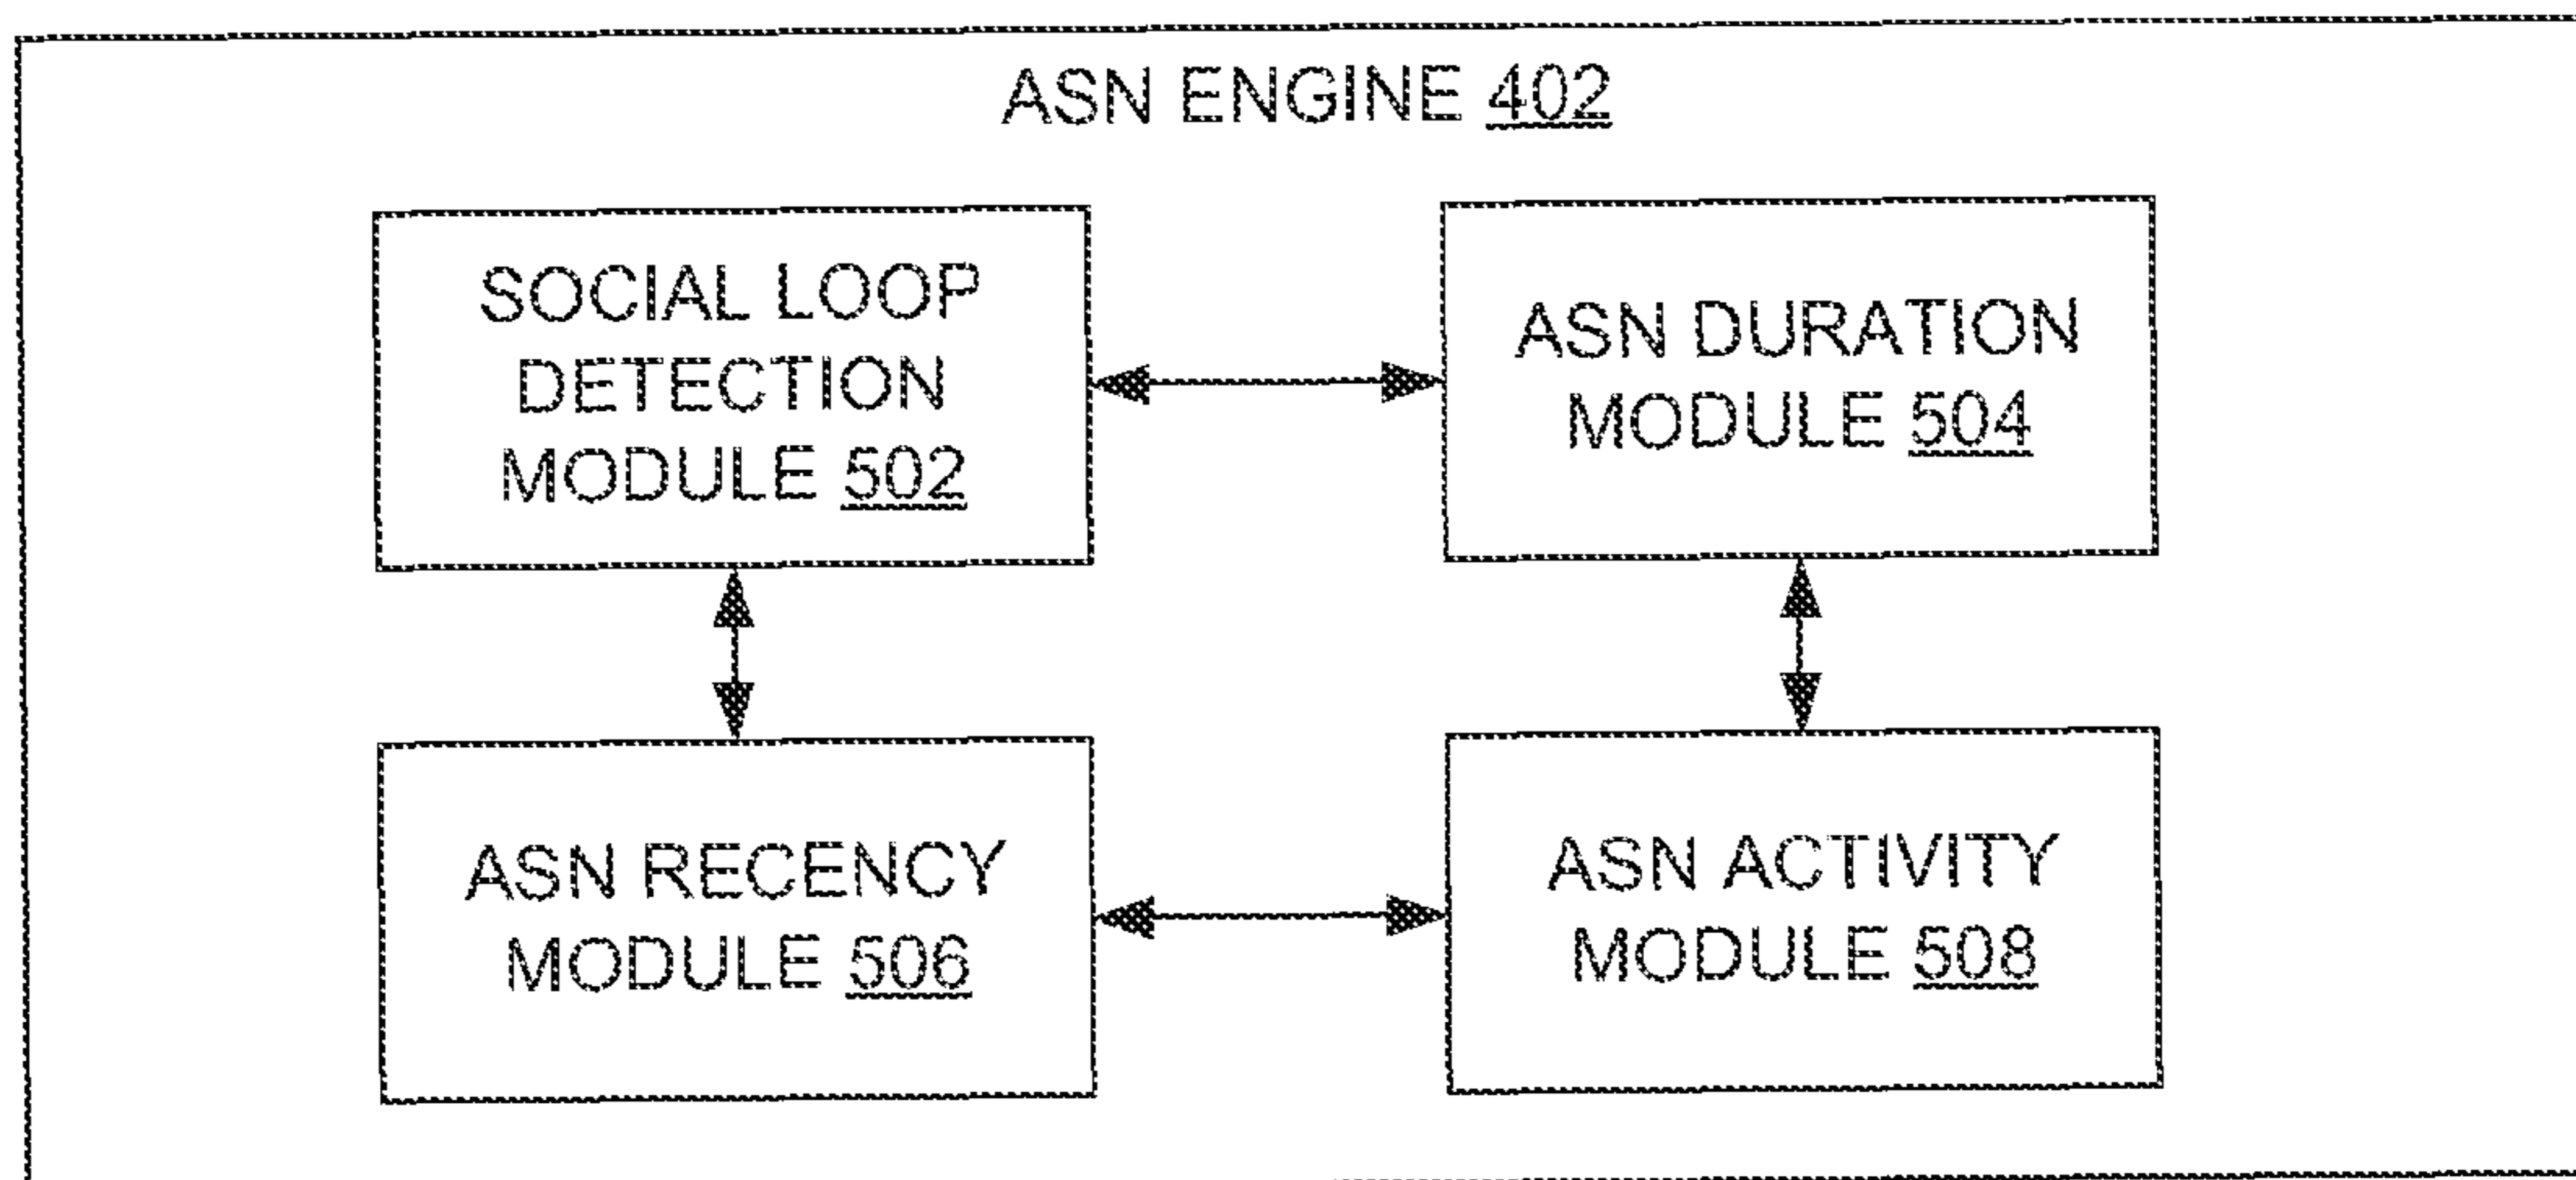 ASN ENGINE 402
SOCIAL LOOP
DETECTION
MODULE 502
ASN DURATION
MODULE 504
ASN RECENCY
MODULE 506
ASN ACTIVITY
MODULE 508